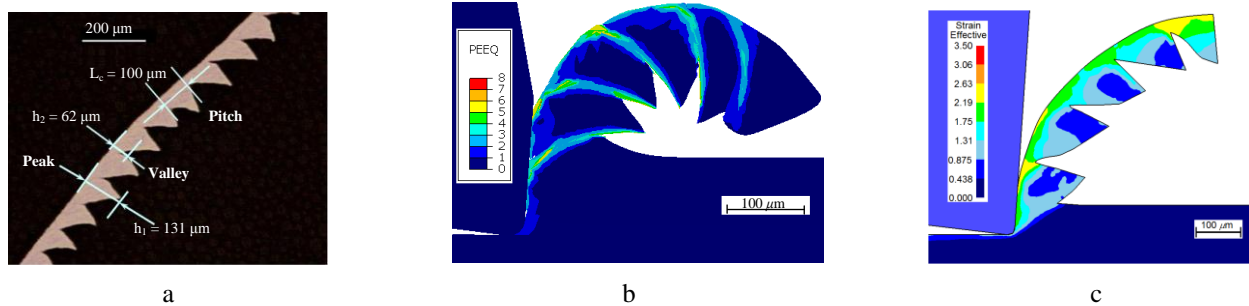 200 μm
Lc = 100 μm
Pitch
h2 = 62 μm
Peak
Valley
h1 = 131 μm
a
PEEQ
8
7
6
5
4
3
2
1
0
100 μm
b
Strain
Effective
3.50
3.06
2.63
2.19
1.75
1.31
0.875
0.438
0.000
100 μm
c